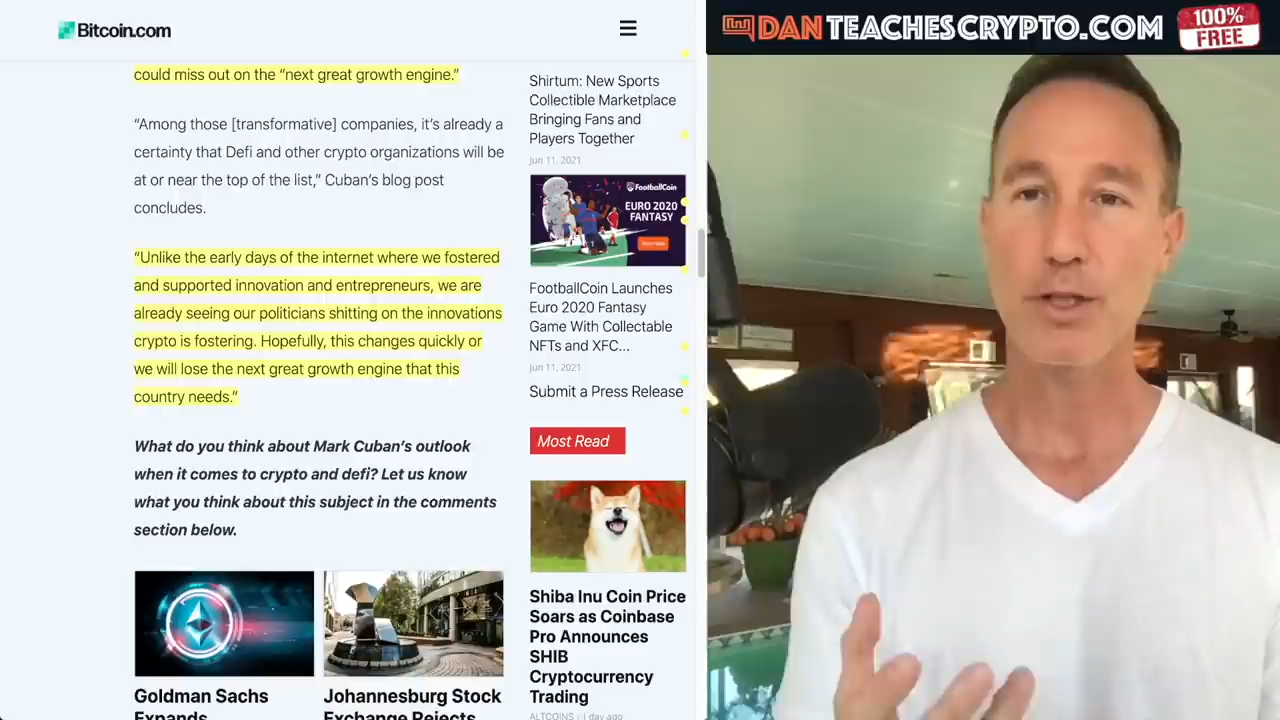 Bitcoin.com
could miss out on the “next great growth engine.”
“Among those [transformative] companies, it’s already a
certainty that Defi and other crypto organizations will be
at or near the top of the list,” Cuban’s blog post
concludes.
“Unlike the early days of the internet where we fostered
and supported innovation and entrepreneurs, we are
already seeing our politicians shitting on the innovations
crypto is fostering. Hopefully, this changes quickly or
we will lose the next great growth engine that this
country needs.”
What do you think about Mark Cuban’s outlook
when it comes to crypto and defi? Let us know
what you think about this subject in the comments
section below.
Goldman Sachs
Expands
Johannesburg Stock
Exchange Rejects
Shirtum: New Sports
Collectible Marketplace
Bringing Fans and
Players Together
Jun 11, 2021
FootballCoin
EURO 2020
FANTASY
FootballCoin Launches
Euro 2020 Fantasy
Game With Collectable
NFTs and XFC...
Jun 11, 2021
Submit a Press Release
Most Read
Shiba Inu Coin Price
Soars as Coinbase
Pro Announces
SHIB
Cryptocurrency
Trading
ALTCOINS | 1 day ago
DANTEACHESCRYPTO.COM
100%
FREE